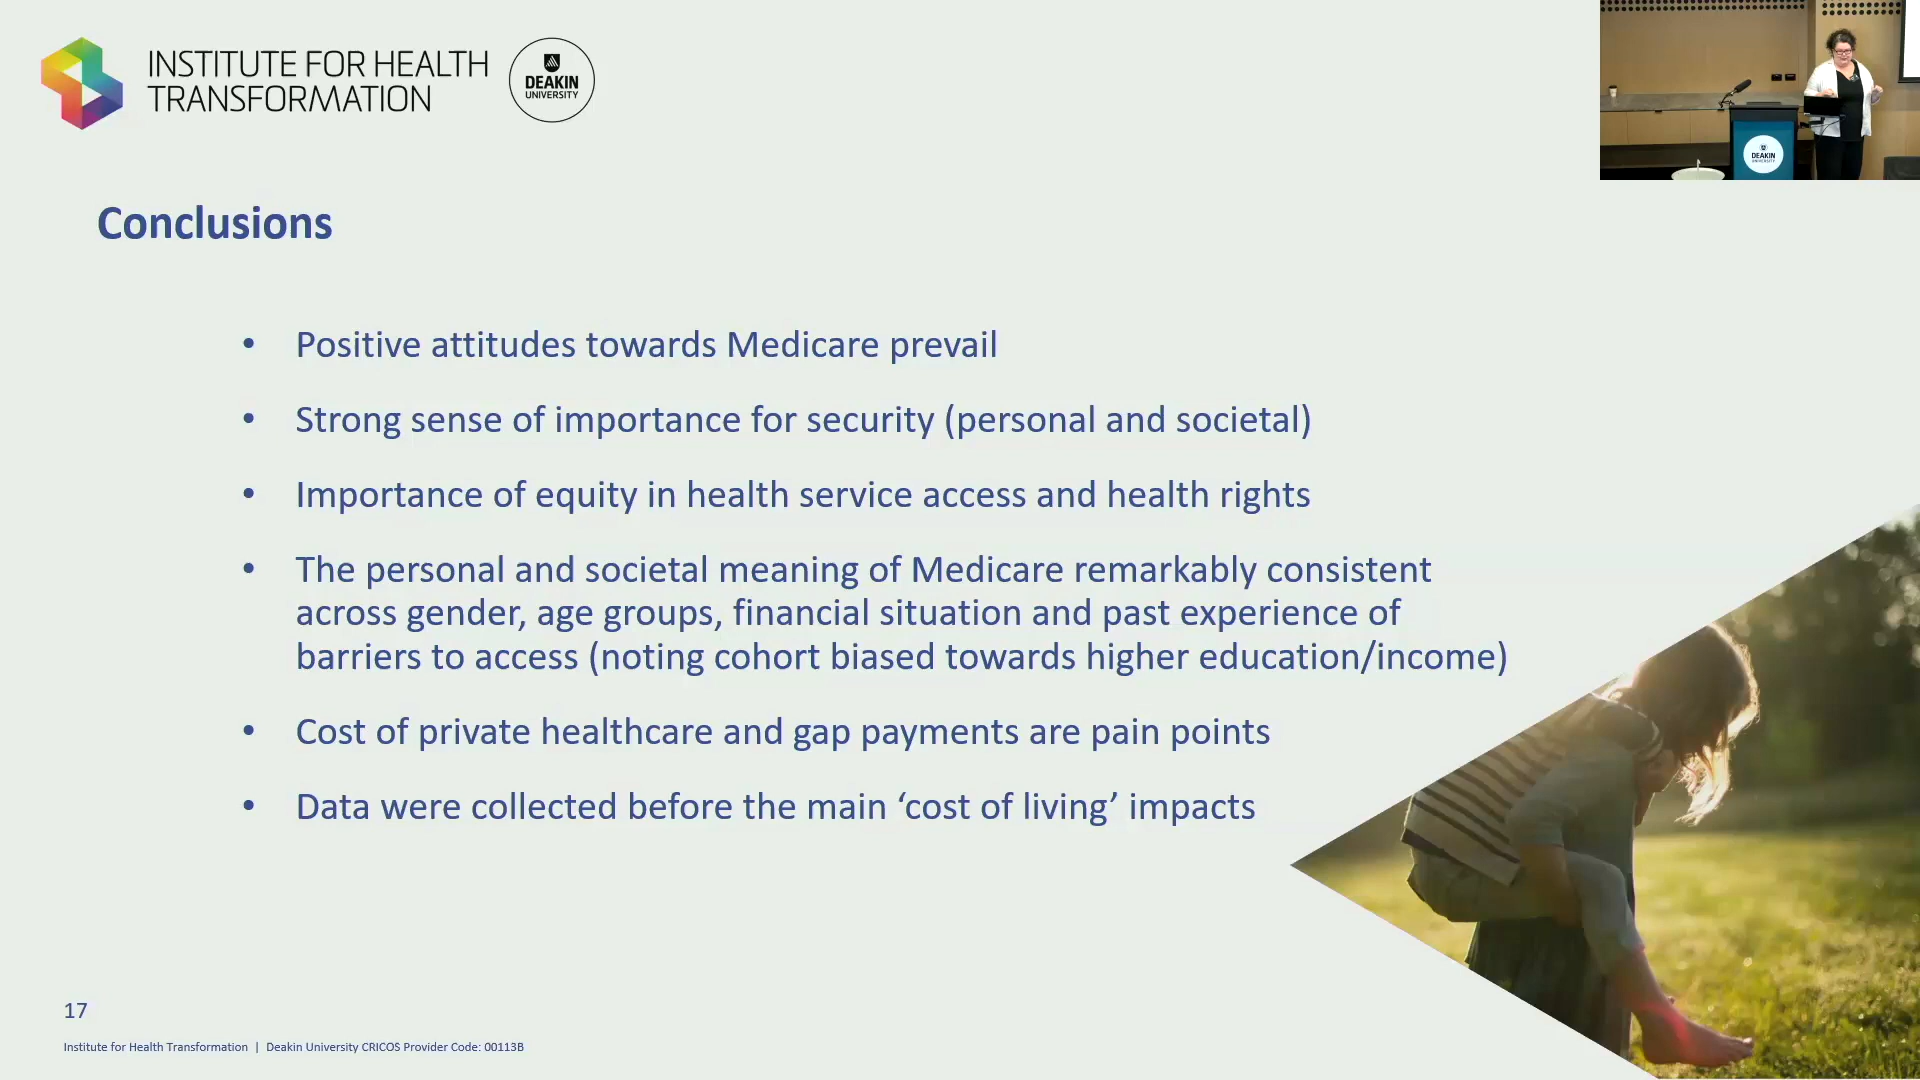 INSTITUTE FOR HEALTH
TRANSFORMATION
DEAKIN
UNIVERSITY
DEAKIN
UNIVERSITY
Conclusions
• Positive attitudes towards Medicare prevail
• Strong sense of importance for security (personal and societal)
• Importance of equity in health service access and health rights
• The personal and societal meaning of Medicare remarkably consistent
across gender, age groups, financial situation and past experience of
barriers to access (noting cohort biased towards higher education/income)
• Cost of private healthcare and gap payments are pain points
• Data were collected before the main ‘cost of living’ impacts
17
Institute for Health Transformation | Deakin University CRICOS Provider Code: 00113B